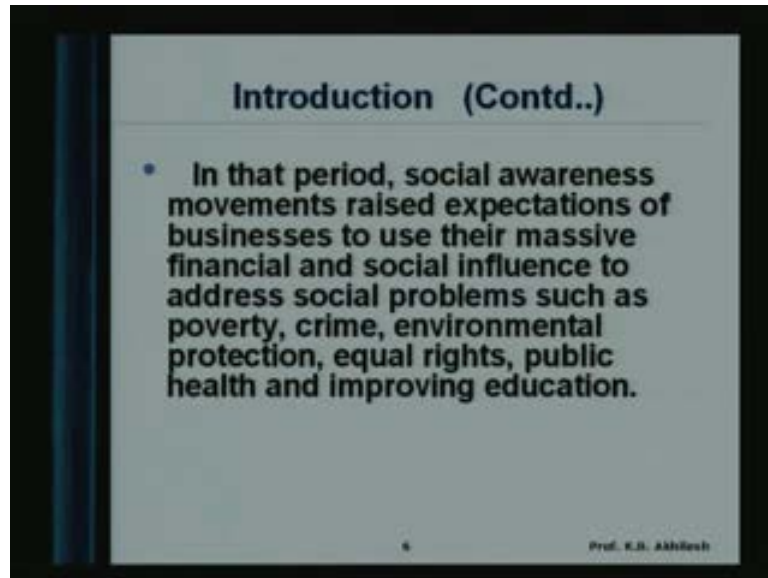 Introduction (Contd..)
• In that period, social awareness
movements raised expectations of
businesses to use their massive
financial and social influence to
address social problems such as
poverty, crime, environmental
protection, equal rights, public
health and improving education.
6
Prof. K.B. Akhilesh